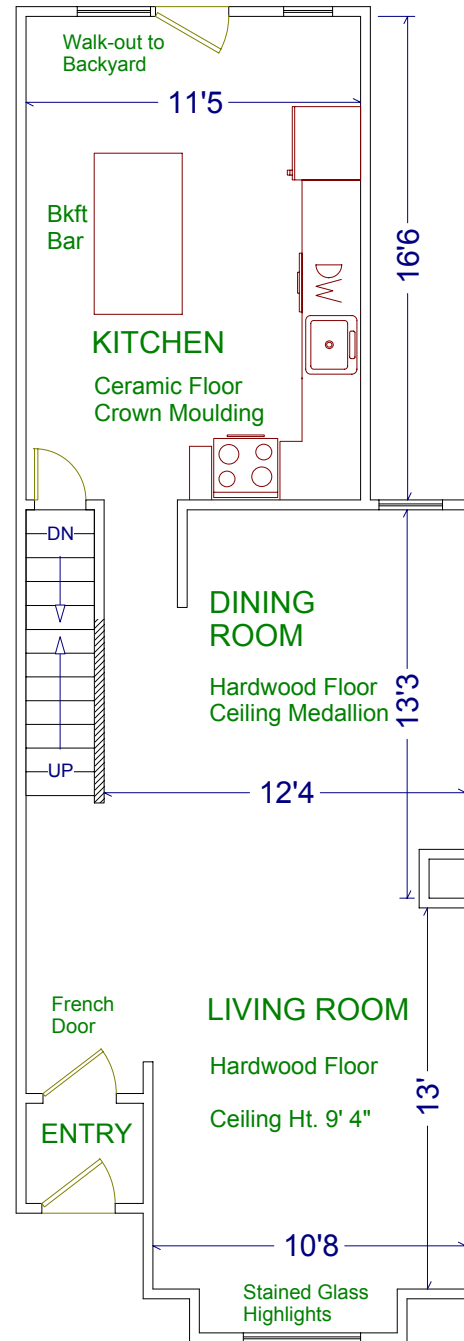 Walk-out to
Backyard
11'5
Bkft
Bar
16'6
DW
KITCHEN
Ceramic Floor
Crown Moulding
DN
DINING
ROOM
Hardwood Floor
Ceiling Medallion
13'3
UP
12'4
French
Door
LIVING ROOM
Hardwood Floor
Ceiling Ht. 9' 4"
13'
ENTRY
10'8
Stained Glass
Highlights